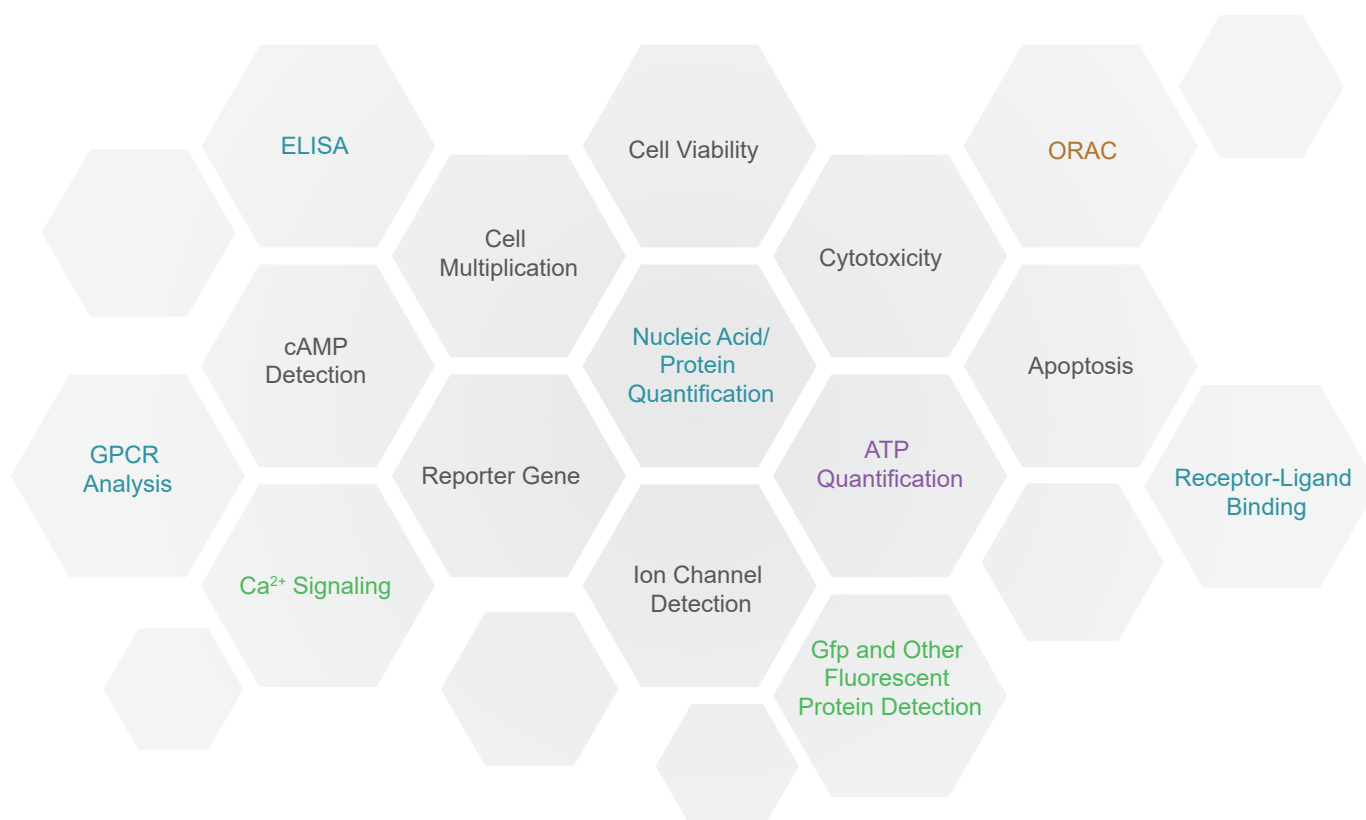 ELISA
Cell Viability
ORAC
Cell
Multiplication
Cytotoxicity
cAMP
Detection
Nucleic Acid/
Protein
Quantification
Apoptosis
GPCR
Analysis
Reporter Gene
ATP
Quantification
Receptor-Ligand
Binding
Ca²⁺ Signaling
Ion Channel
Detection
Gfp and Other
Fluorescent
Protein Detection